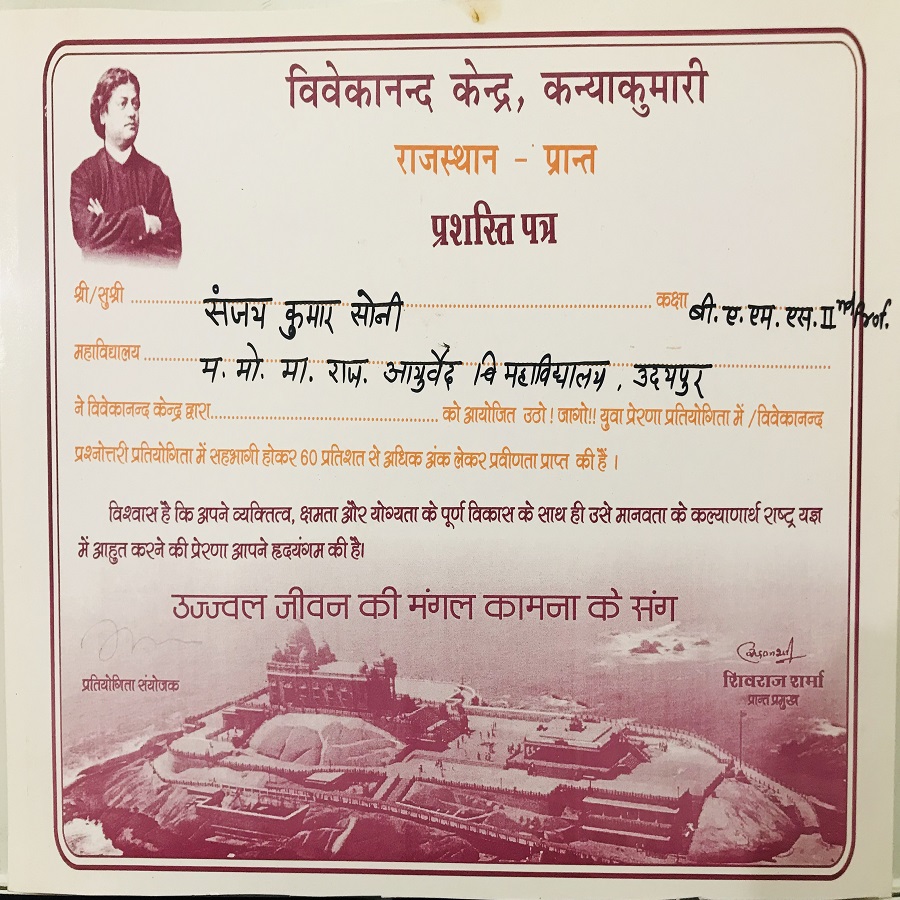 विवेकानन्द केन्द्र, कन्याकुमारी
राजस्थान - प्रान्त
प्रशस्ति पत्र
श्री/सुश्री संजय कुमार सोनी कक्षा बी. ए. एम. एस. II nd Prof.
महाविद्यालय म. मो. मा. राज. आयुर्वेद वि महाविद्यालय, उदयपुर
ने विवेकानन्द केन्द्र द्वारा को आयोजित उठो ! जागो!! युवा प्रेरणा प्रतियोगिता में /विवेकानन्द
प्रश्नोत्तरी प्रतियोगिता में सहभागी होकर 60 प्रतिशत से अधिक अंक लेकर प्रवीणता प्राप्त की हैं ।
विश्वास है कि अपने व्यक्तित्व, क्षमता और योग्यता के पूर्ण विकास के साथ ही उसे मानवता के कल्याणार्थ राष्ट्र यज्ञ
में आहुत करने की प्रेरणा आपने हृदयंगम की है।
उज्ज्वल जीवन की मंगल कामना के संग
प्रतियोगिता संयोजक
शिवराज शर्मा
प्रान्त प्रमुख